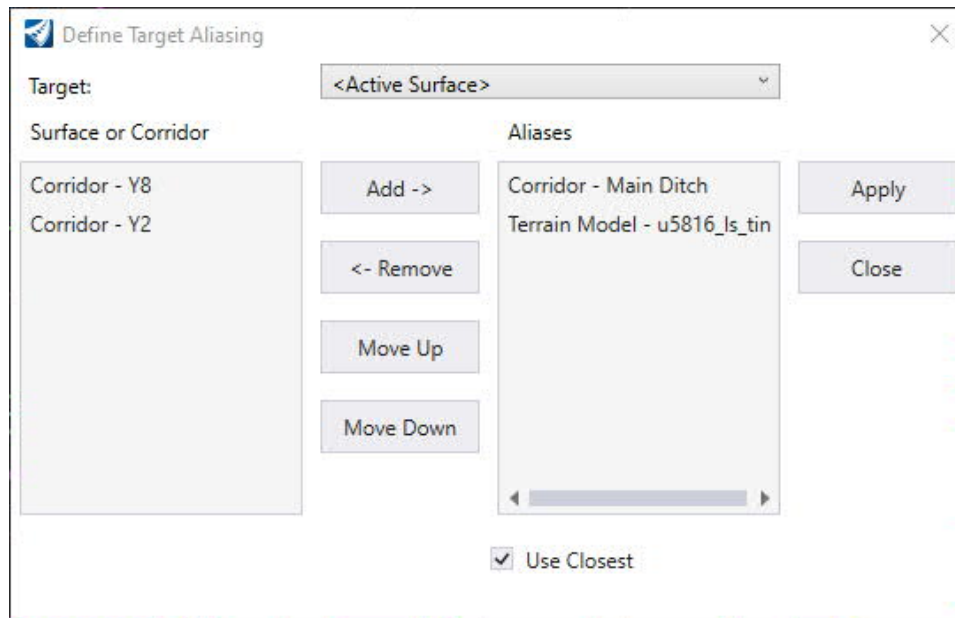 Define Target Aliasing
Target:
<Active Surface>
Surface or Corridor
Aliases
Corridor - Y8
Corridor - Y2
Add ->
<- Remove
Move Up
Move Down
Corridor - Main Ditch
Terrain Model - u5816_ls_tin
Apply
Close
Use Closest